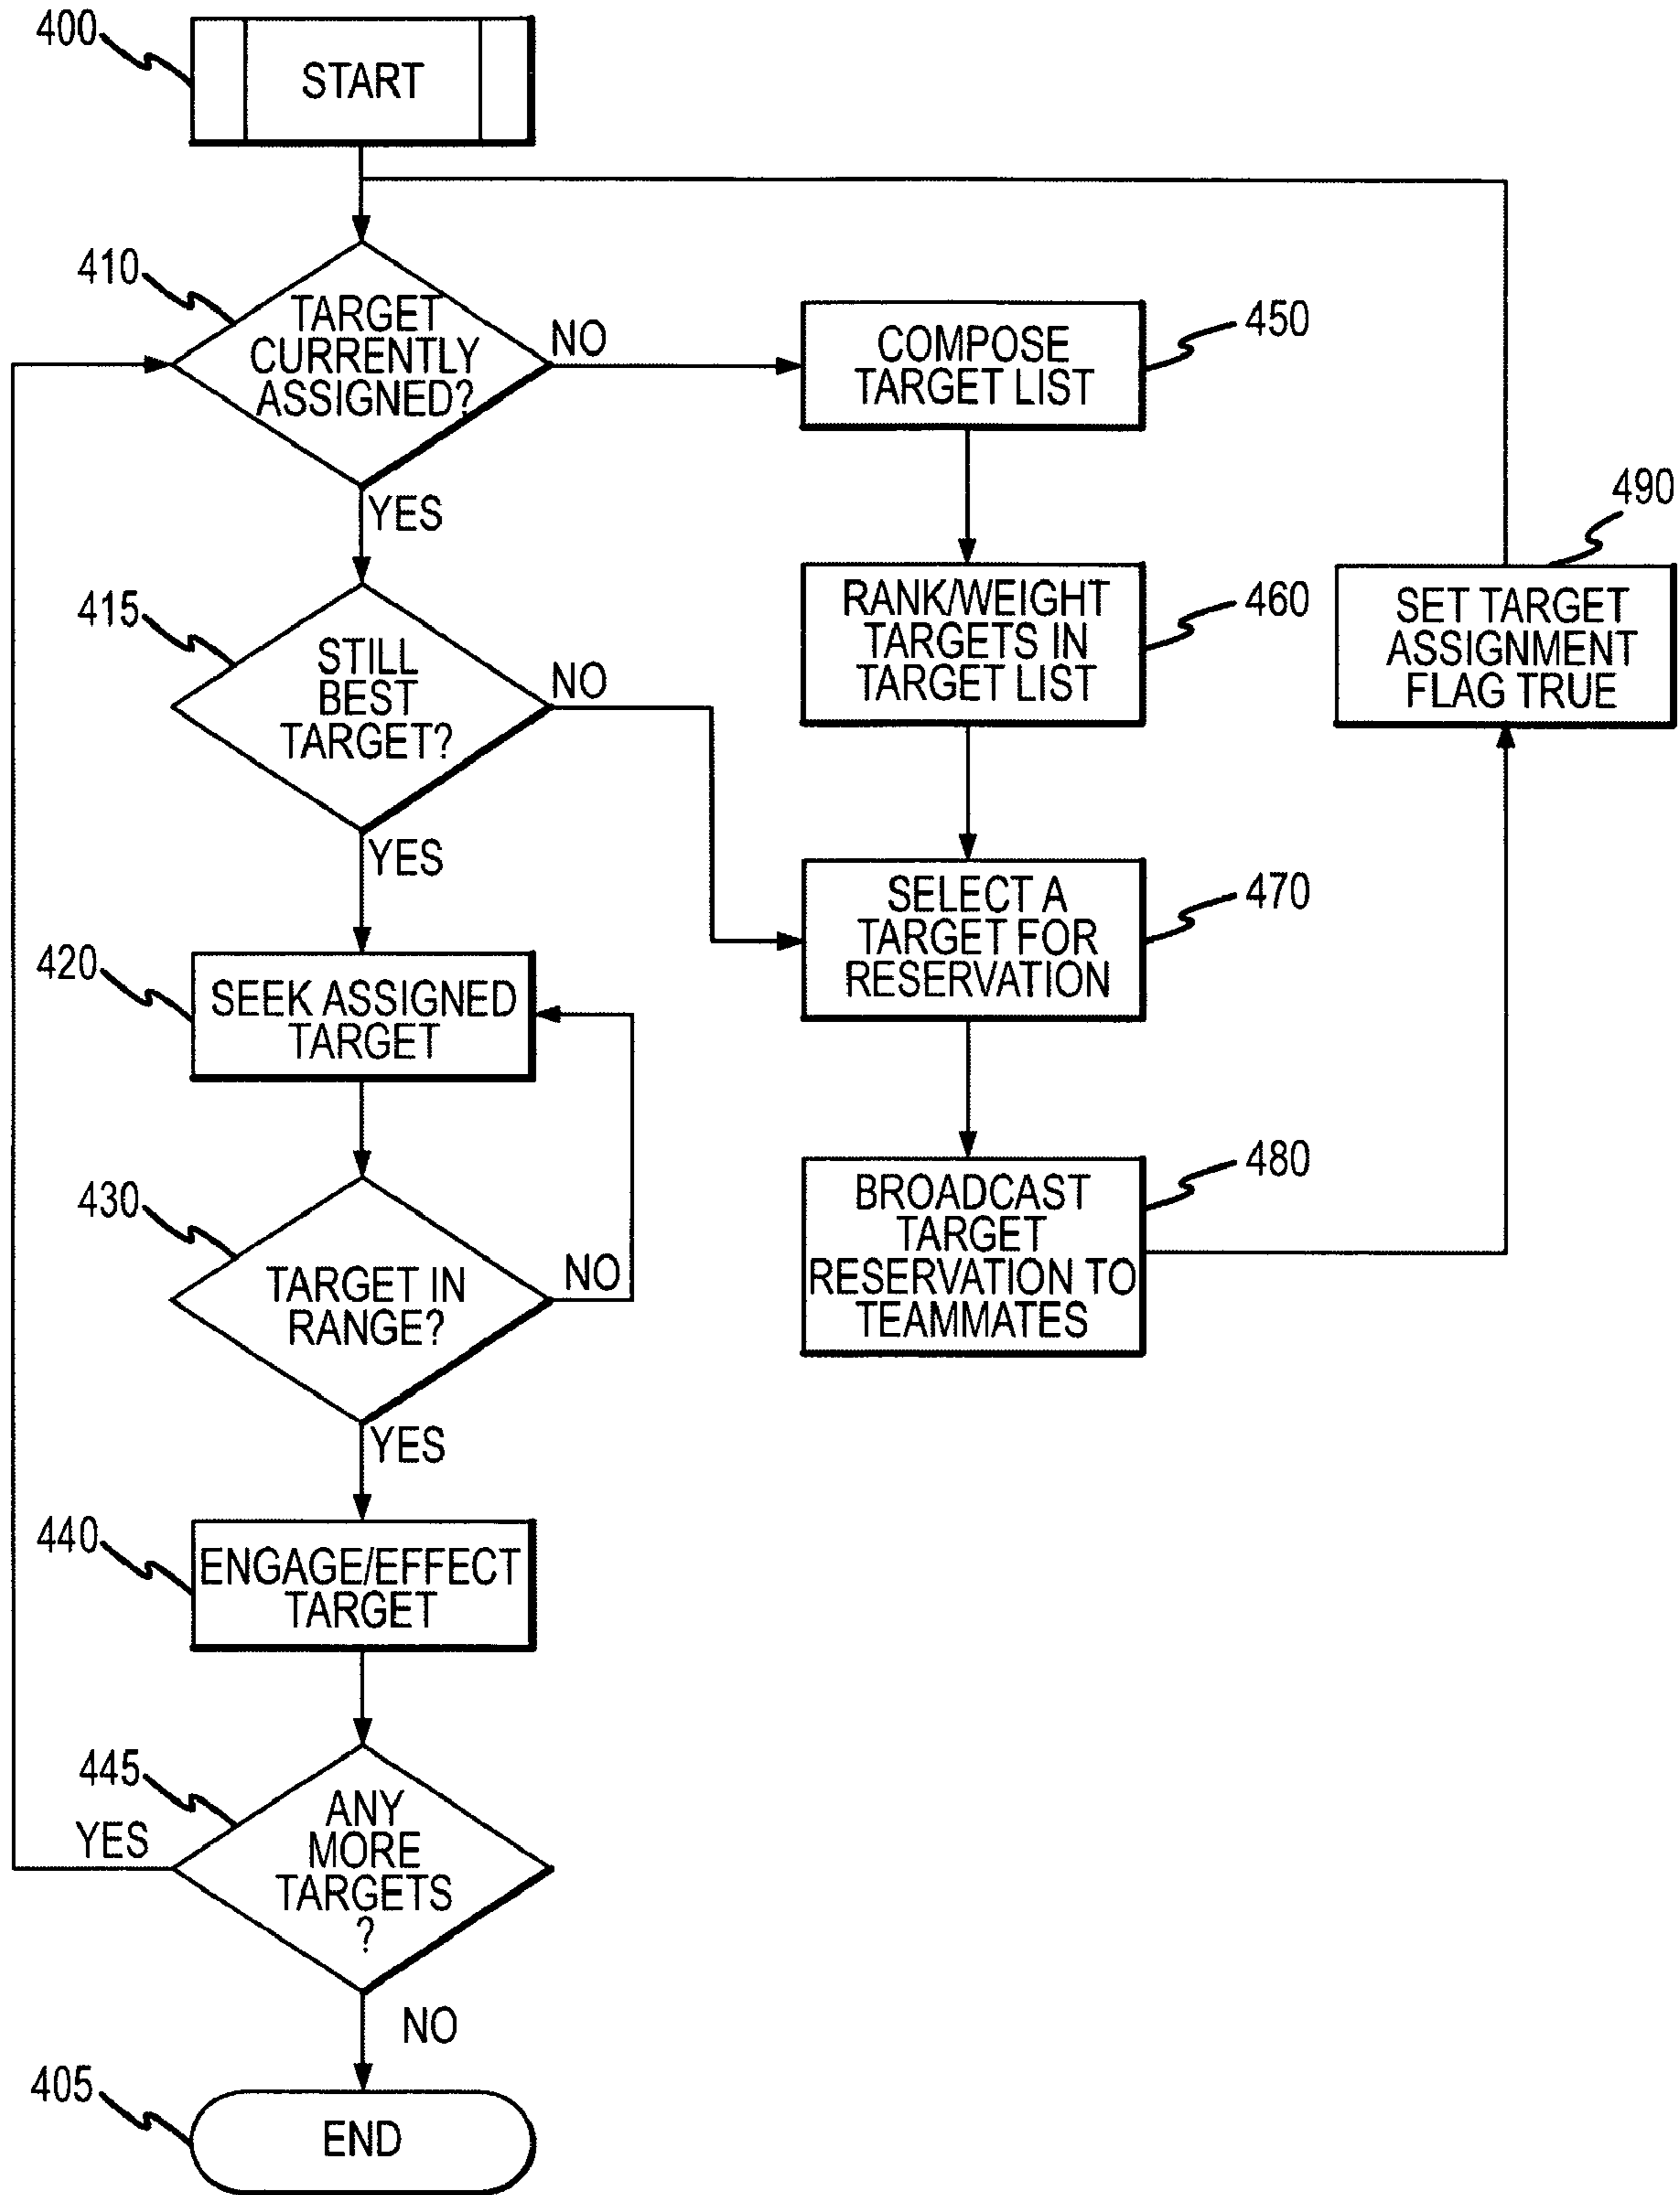 400
START
410
TARGET
CURRENTLY
ASSIGNED?
NO
YES
COMPOSE
TARGET LIST
450
490
SET TARGET
ASSIGNMENT
FLAG TRUE
415
STILL
BEST
TARGET?
NO
YES
RANK/WEIGHT
TARGETS IN
TARGET LIST
460
SELECT A
TARGET FOR
RESERVATION
470
420
SEEK ASSIGNED
TARGET
430
TARGET IN
RANGE?
NO
YES
BROADCAST
TARGET
RESERVATION TO
TEAMMATES
480
440
ENGAGE/EFFECT
TARGET
445
YES
ANY
MORE
TARGETS
?
NO
405
END